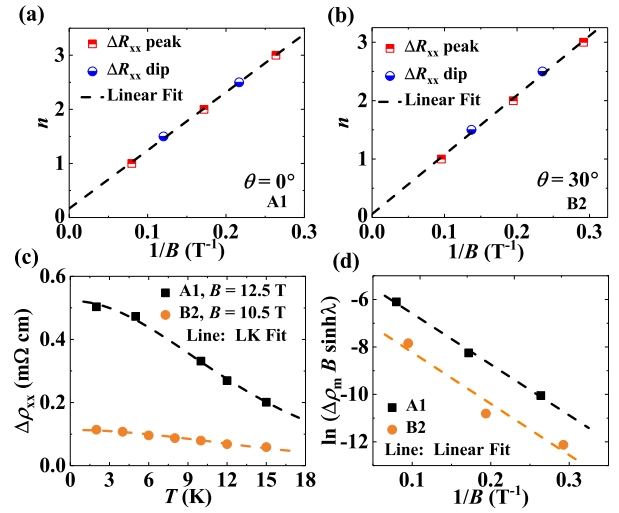 (a)
3
2
1
0
n
ΔRxx peak
ΔRxx dip
Linear Fit
θ = 0°
A1
0.0 0.1 0.2 0.3
1/B (T-1)
(b)
3
2
1
0
n
ΔRxx peak
ΔRxx dip
Linear Fit
θ = 30°
B2
0.0 0.1 0.2 0.3
1/B (T-1)
(c)
0.6
0.4
0.2
0.0
Δρxx (mΩ cm)
A1, B = 12.5 T
B2, B = 10.5 T
Line: LK Fit
0 3 6 9 12 15 18
T (K)
(d)
-6
-8
-10
-12
ln (Δρm B sinhλ)
A1
B2
Line: Linear Fit
0.1 0.2 0.3
1/B (T-1)